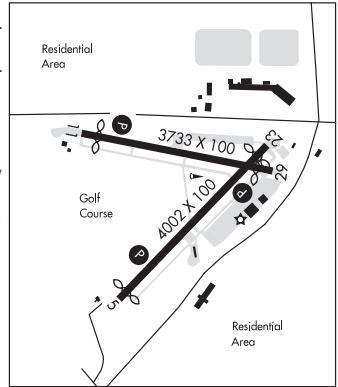 Residential
Area
11
P
3733 X 100
23
29
P
Golf
Course
4002 X 100
P
5
Residential
Area